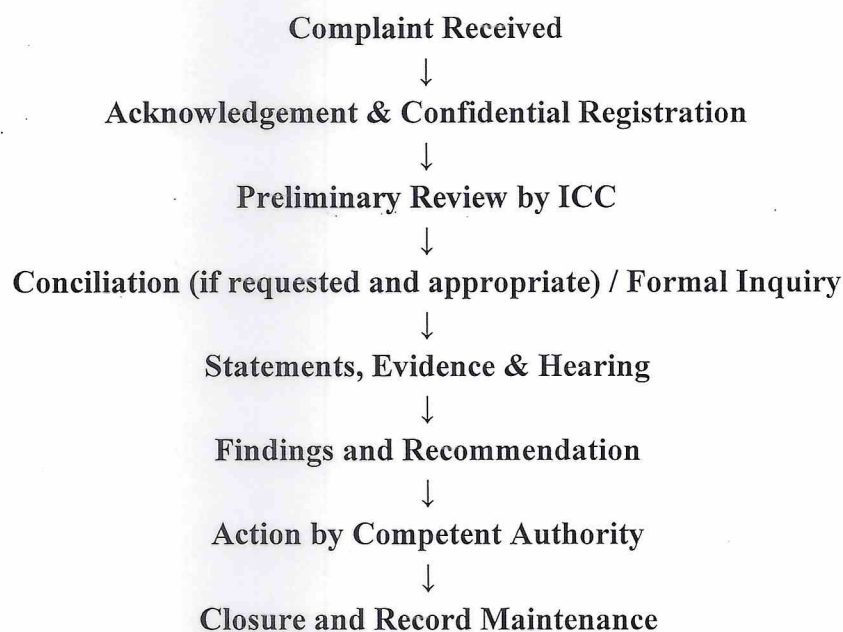 Complaint Received
↓
Acknowledgement & Confidential Registration
↓
Preliminary Review by ICC
↓
Conciliation (if requested and appropriate) / Formal Inquiry
↓
Statements, Evidence & Hearing
↓
Findings and Recommendation
↓
Action by Competent Authority
↓
Closure and Record Maintenance